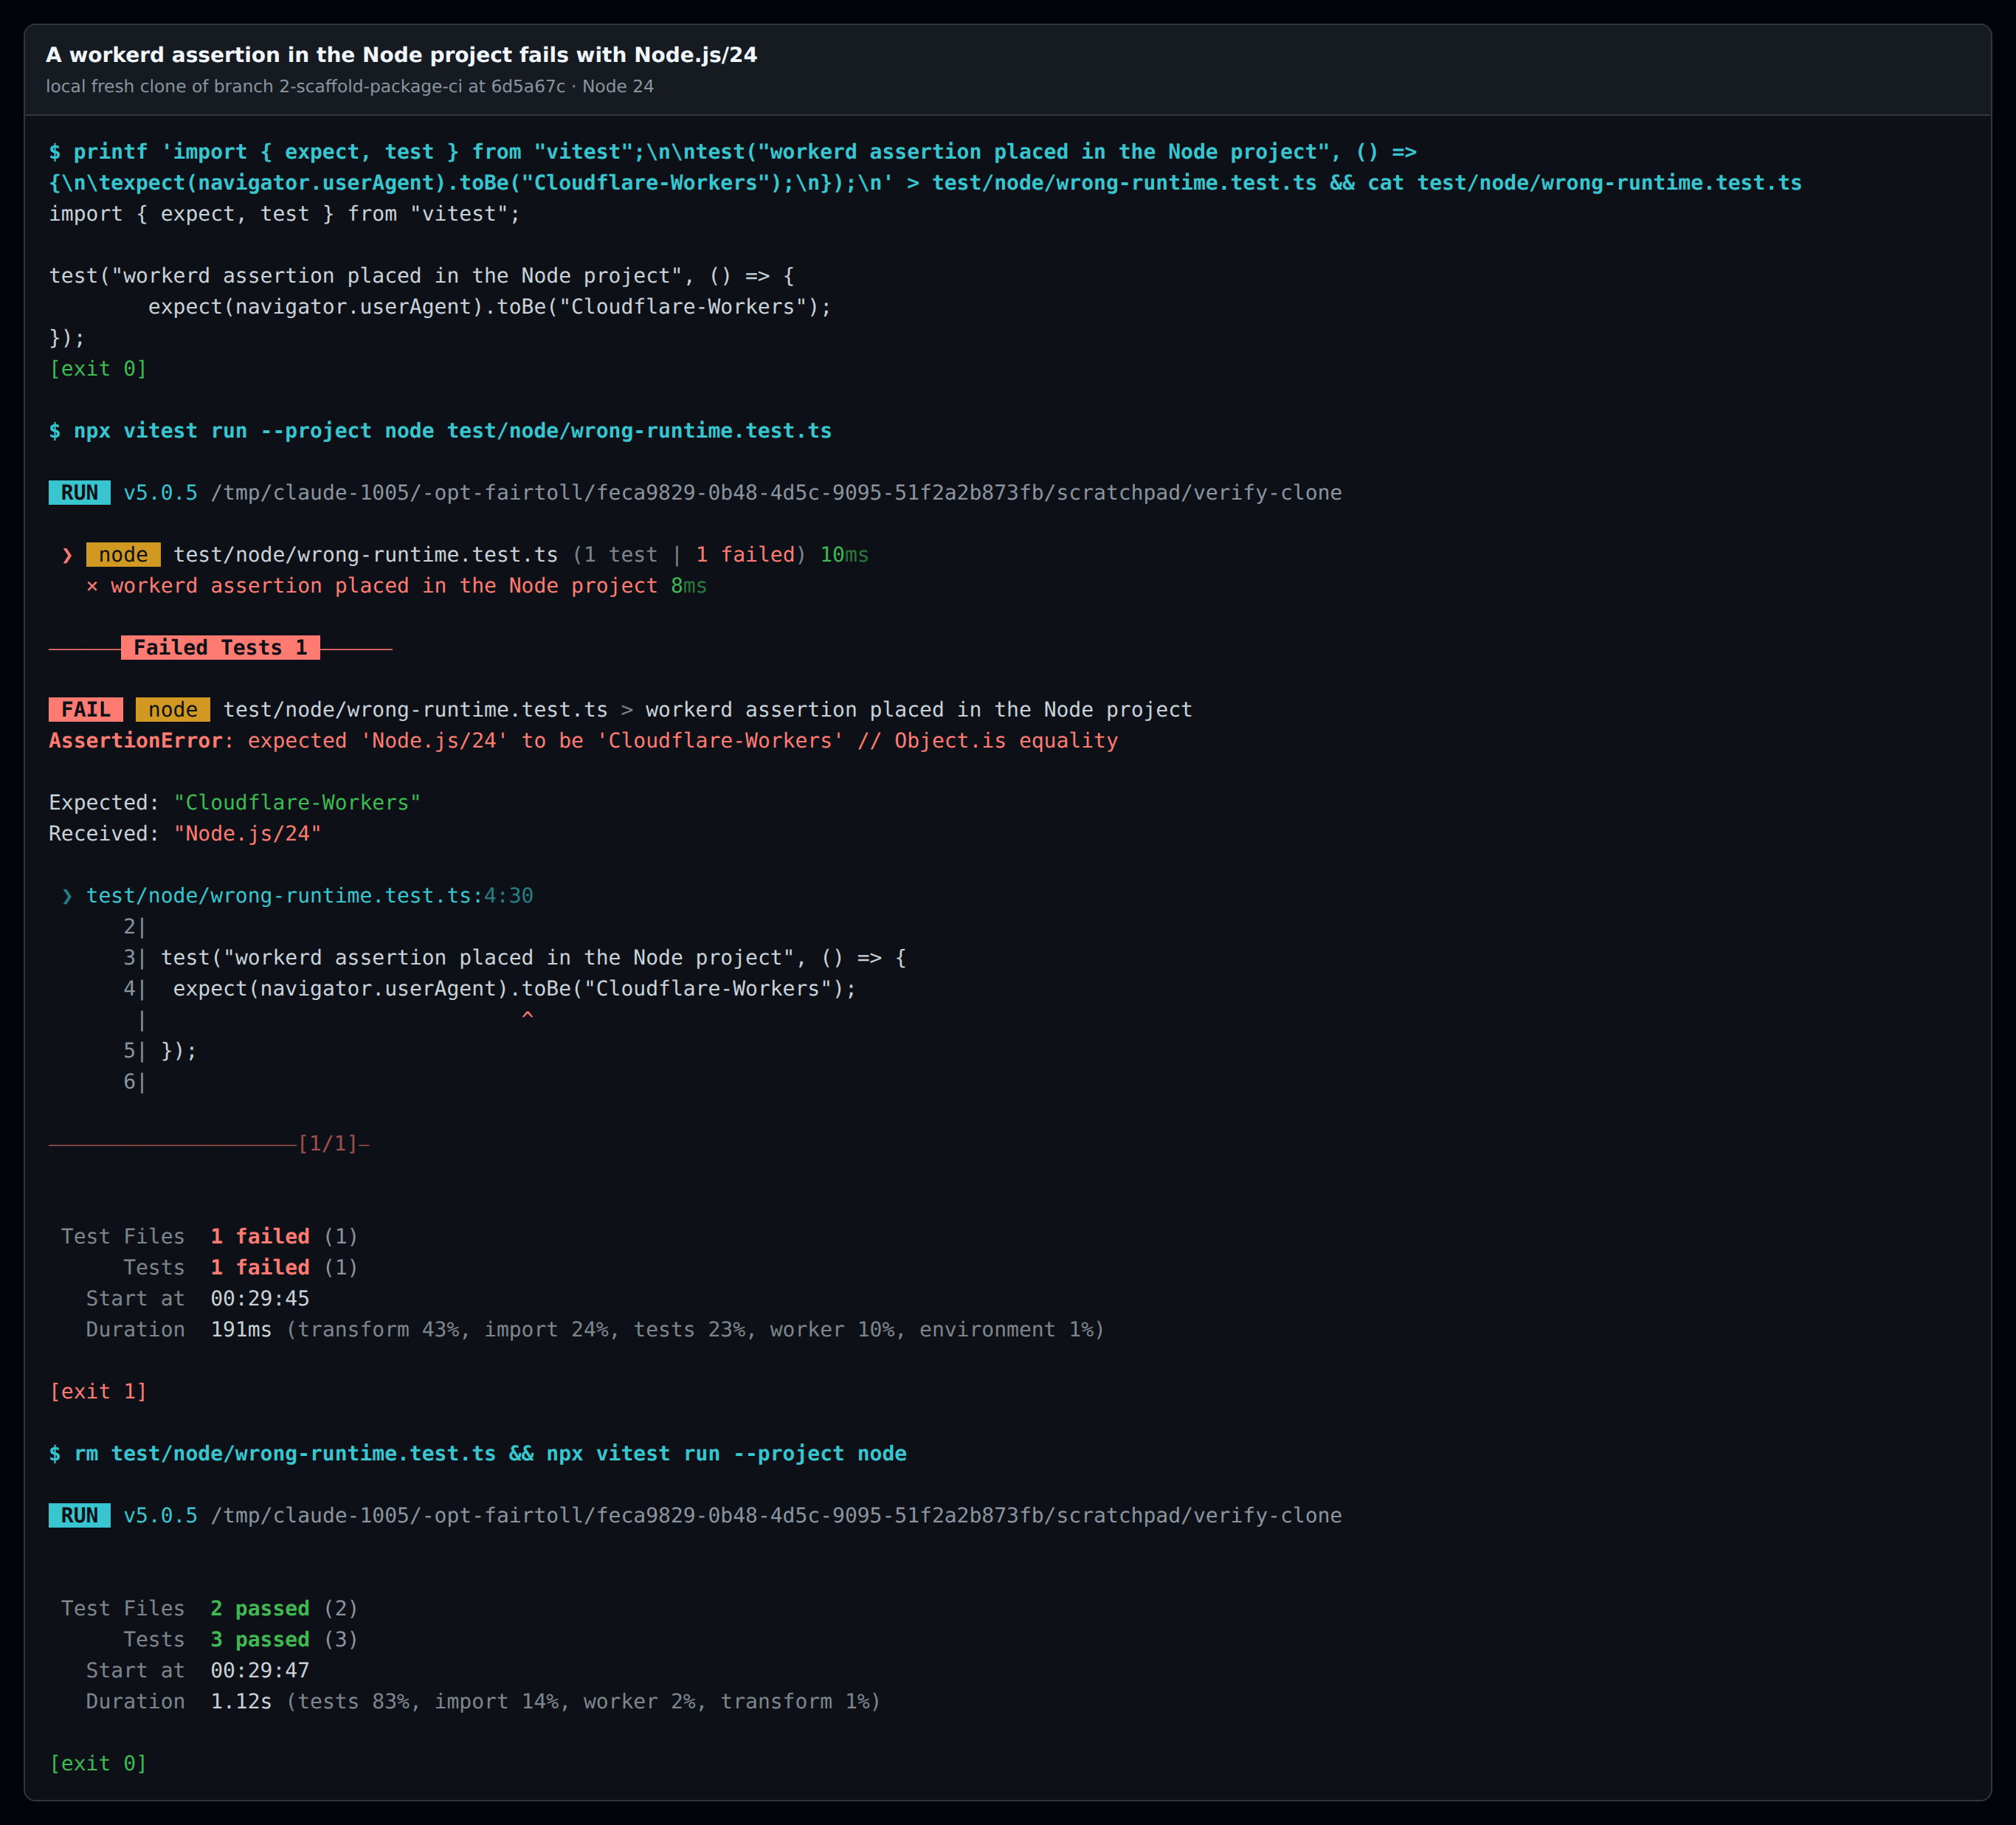 A workerd assertion in the Node project fails with Node.js/24
local fresh clone of branch 2-scaffold-package-ci at 6d5a67c · Node 24
$ printf 'import { expect, test } from "vitest";\n\ntest("workerd assertion placed in the Node project", () =>
{\n\texpect(navigator.userAgent).toBe("Cloudflare-Workers");\n});\n' > test/node/wrong-runtime.test.ts && cat test/node/wrong-runtime.test.ts
import { expect, test } from "vitest";
test("workerd assertion placed in the Node project", () => {
        expect(navigator.userAgent).toBe("Cloudflare-Workers");
});
[exit 0]
$ npx vitest run --project node test/node/wrong-runtime.test.ts
RUN v5.0.5 /tmp/claude-1005/-opt-fairtoll/feca9829-0b48-4d5c-9095-51f2a2b873fb/scratchpad/verify-clone
❯ node test/node/wrong-runtime.test.ts (1 test | 1 failed) 10ms
× workerd assertion placed in the Node project 8ms
Failed Tests 1
FAIL node test/node/wrong-runtime.test.ts > workerd assertion placed in the Node project
AssertionError: expected 'Node.js/24' to be 'Cloudflare-Workers' // Object.is equality
Expected: "Cloudflare-Workers"
Received: "Node.js/24"
❯ test/node/wrong-runtime.test.ts:4:30
2|
3| test("workerd assertion placed in the Node project", () => {
4|  expect(navigator.userAgent).toBe("Cloudflare-Workers");
|                              ^
5| });
6|
[1/1]
Test Files  1 failed (1)
Tests  1 failed (1)
Start at  00:29:45
Duration  191ms (transform 43%, import 24%, tests 23%, worker 10%, environment 1%)
[exit 1]
$ rm test/node/wrong-runtime.test.ts && npx vitest run --project node
RUN v5.0.5 /tmp/claude-1005/-opt-fairtoll/feca9829-0b48-4d5c-9095-51f2a2b873fb/scratchpad/verify-clone
Test Files  2 passed (2)
Tests  3 passed (3)
Start at  00:29:47
Duration  1.12s (tests 83%, import 14%, worker 2%, transform 1%)
[exit 0]